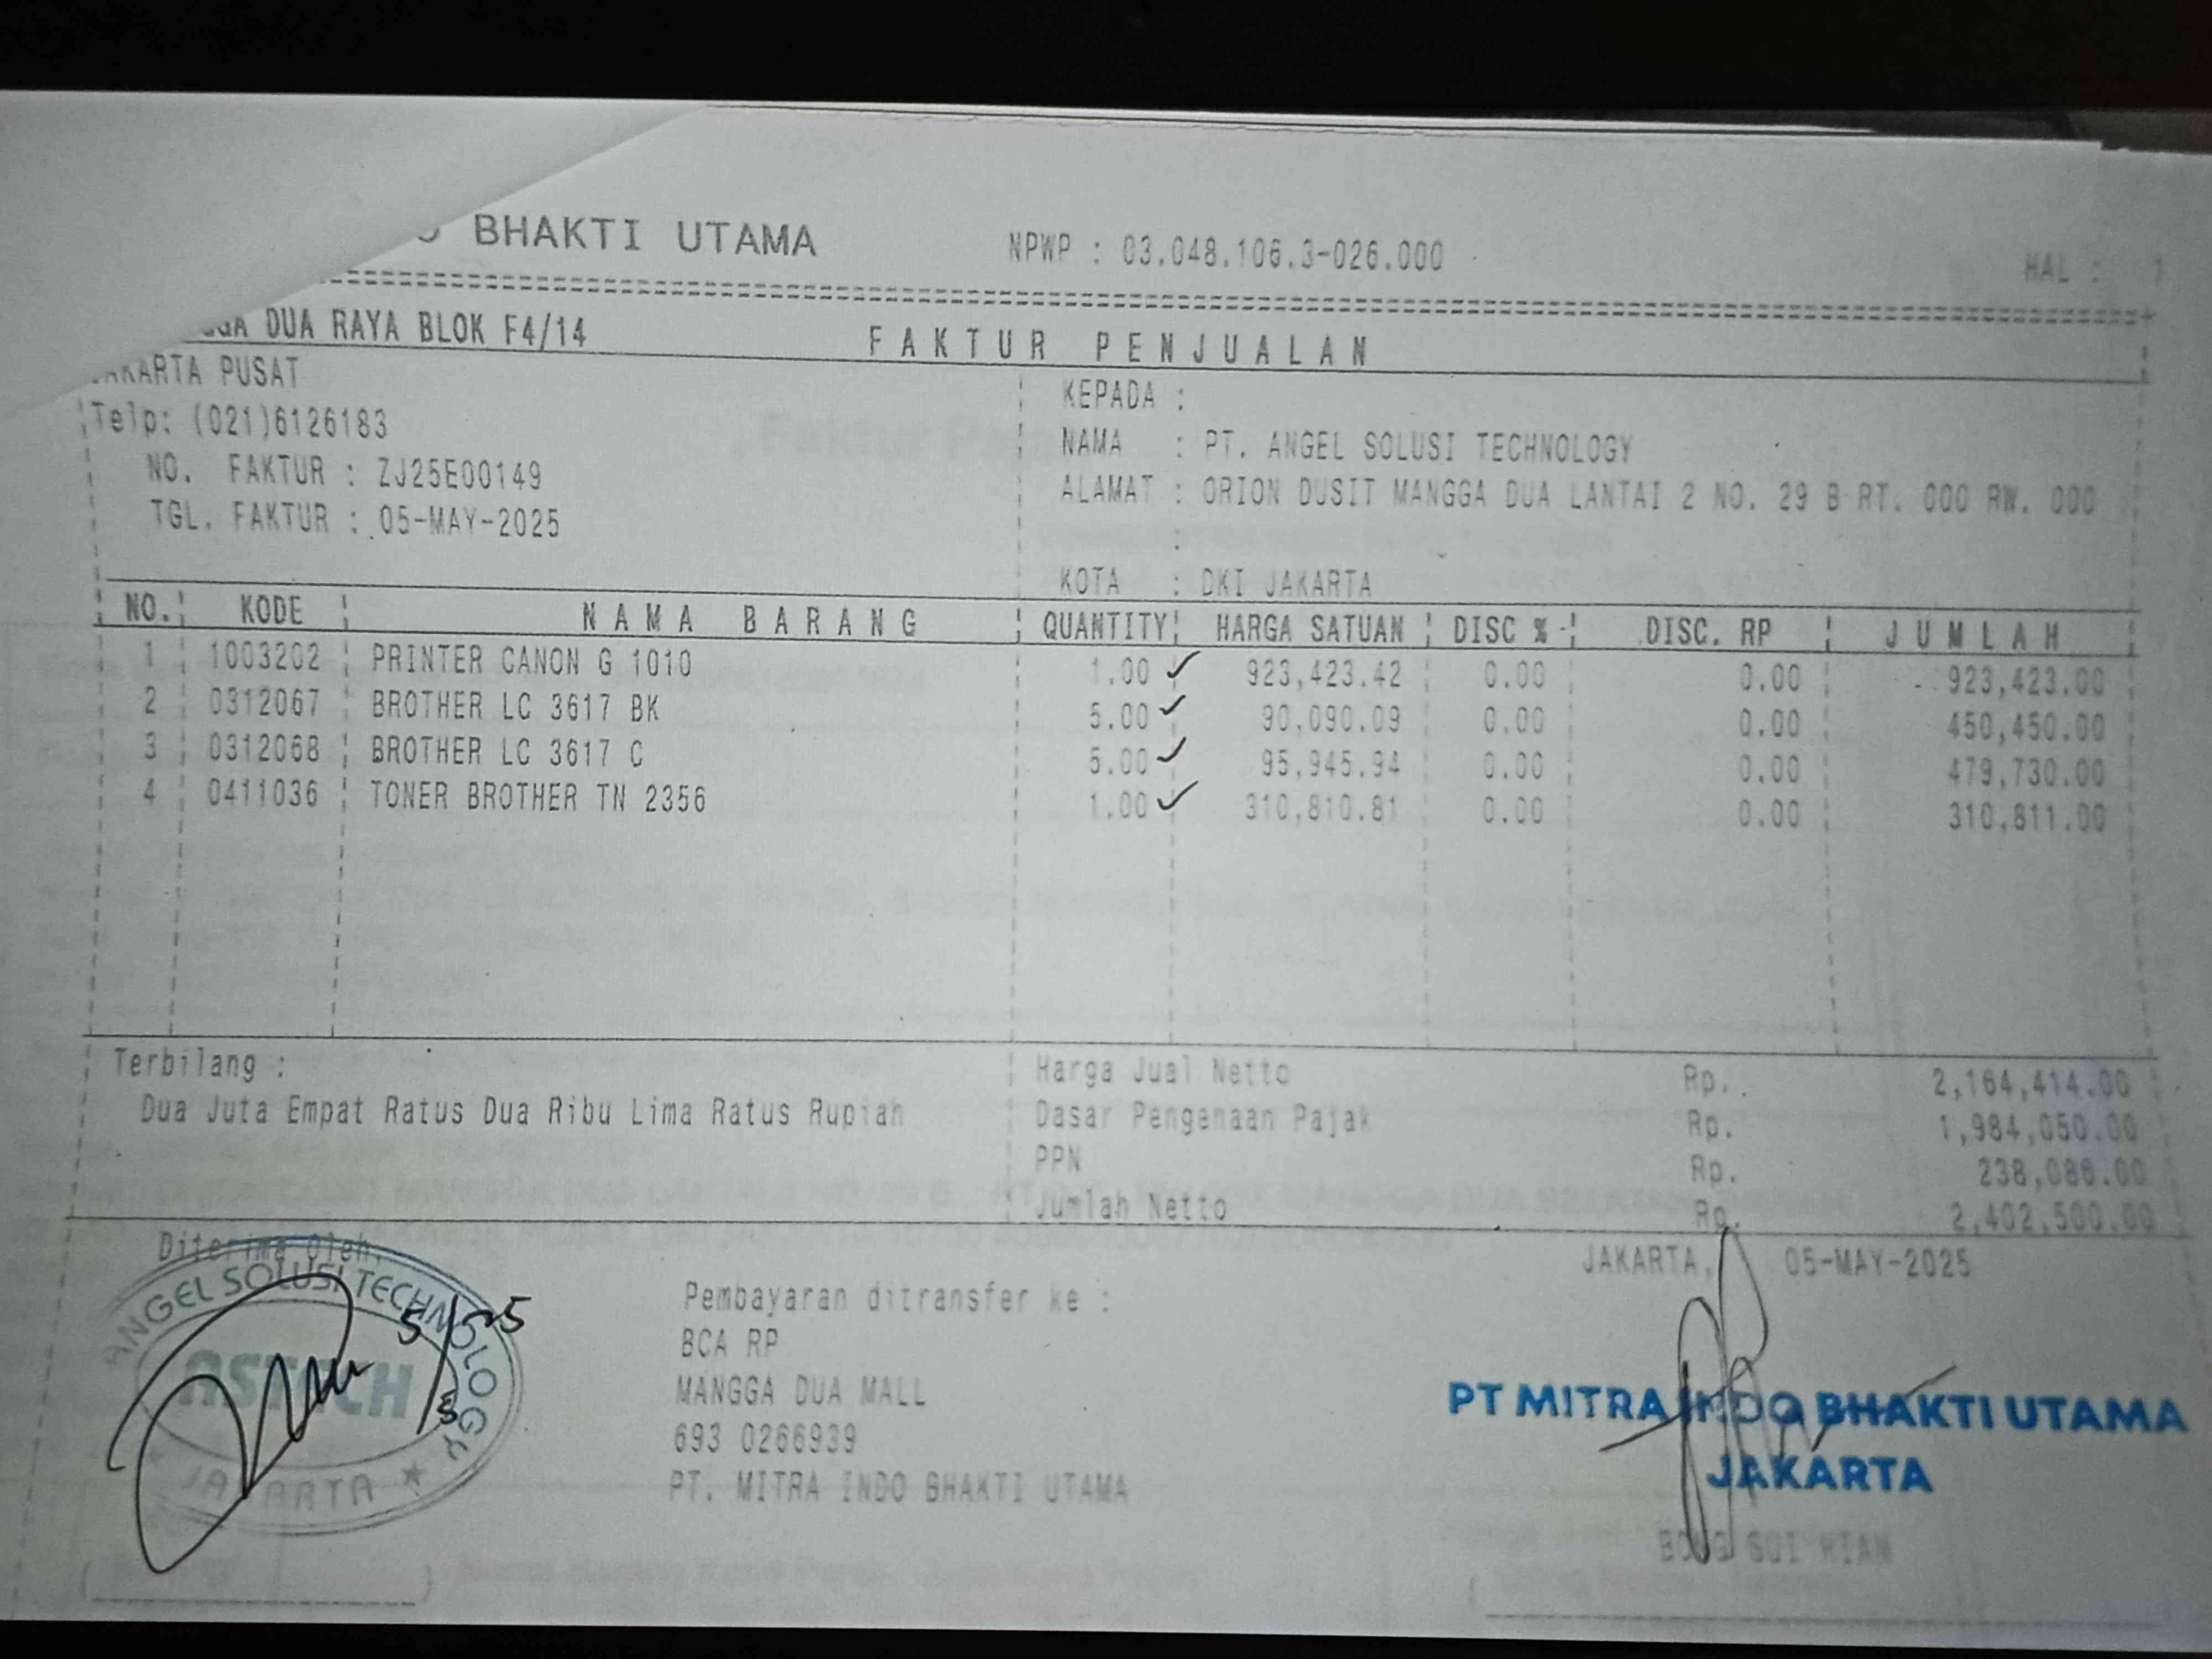 BHAKTI UTAMA NPWP : 03.048.106.3-026.000 HAL : 1
DUA RAYA BLOK F4/14 FAKTUR PENJUALAN
JAKARTA PUSAT
Telp: (021)6126183
NO. FAKTUR : ZJ25E00149
TGL. FAKTUR : 05-MAY-2025
KEPADA :
NAMA : PT. ANGEL SOLUSI TECHNOLOGY
ALAMAT : ORION DUSIT MANGGA DUA LANTAI 2 NO. 29 B RT. 000 RW. 000
:
KOTA : DKI JAKARTA
NO. KODE NAMA BARANG QUANTITY HARGA SATUAN DISC % DISC. RP JUMLAH
1 1003202 PRINTER CANON G 1010 1.00 ✓ 923,423.42 0.00 0.00 923,423.00
2 0312067 BROTHER LC 3617 BK 5.00 ✓ 90,090.09 0.00 0.00 450,450.00
3 0312068 BROTHER LC 3617 C 5.00 ✓ 95,945.94 0.00 0.00 479,730.00
4 0411036 TONER BROTHER TN 2356 1.00 ✓ 310,810.81 0.00 0.00 310,811.00
Terbilang :
Dua Juta Empat Ratus Dua Ribu Lima Ratus Rupiah
Harga Jual Netto Rp. 2,164,414.00
Dasar Pengenaan Pajak Rp. 1,984,050.00
PPN Rp. 238,086.00
Jumlah Netto Rp. 2,402,500.00
Diterima Oleh,
ANGEL SOLUSI TECHNOLOGY
ASTECH
JAKARTA
Pembayaran ditransfer ke :
BCA RP
MANGGA DUA MALL
693 0266939
PT. MITRA INDO BHAKTI UTAMA
JAKARTA, 05-MAY-2025
PT MITRA INDO BHAKTI UTAMA
JAKARTA
BONG SUI HIAN